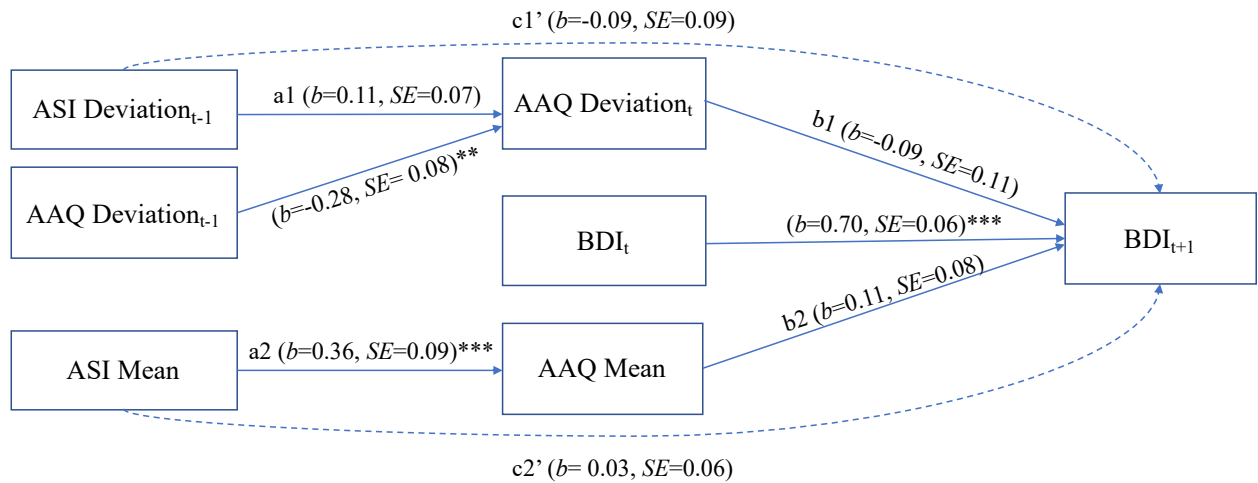 c1’ (b=-0.09, SE=0.09)
ASI Deviationt-1
a1 (b=0.11, SE=0.07)
AAQ Deviationt
b1 (b=-0.09, SE=0.11)
AAQ Deviationt-1
(b=-0.28, SE= 0.08)**
BDIt
(b=0.70, SE=0.06)***
BDIt+1
b2 (b=0.11, SE=0.08)
ASI Mean
a2 (b=0.36, SE=0.09)***
AAQ Mean
c2’ (b= 0.03, SE=0.06)